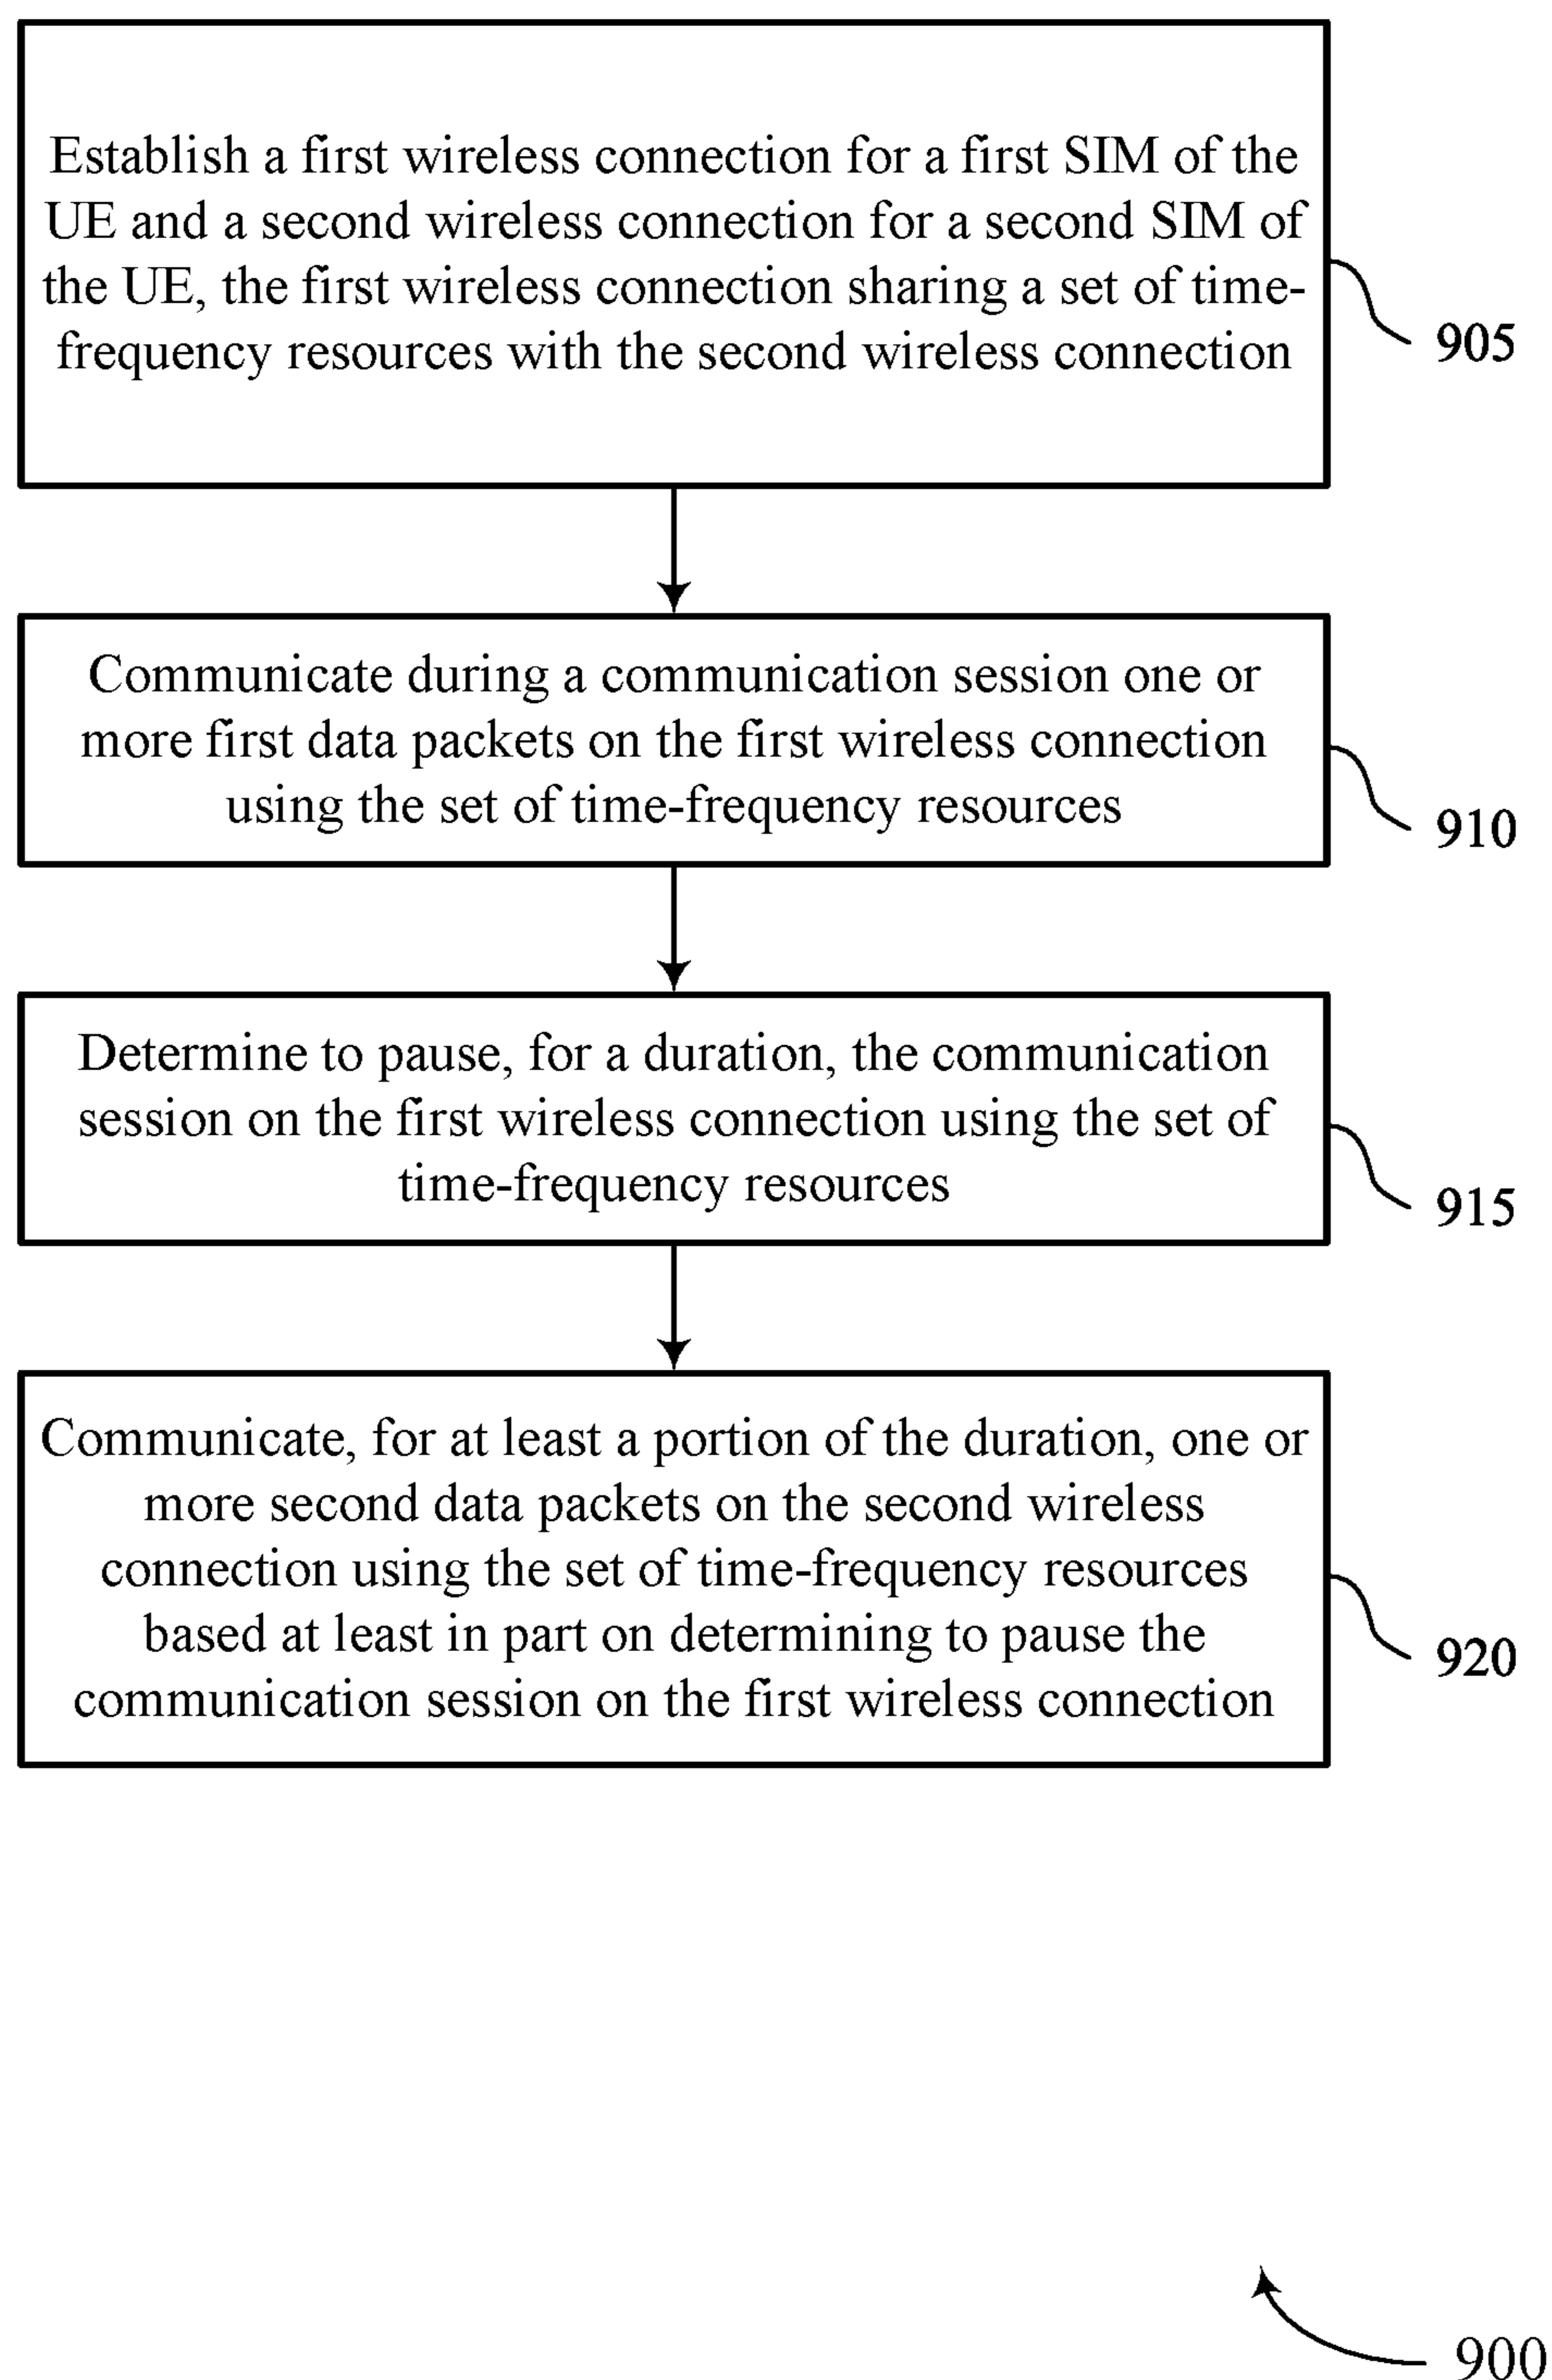 Establish a first wireless connection for a first SIM of the
UE and a second wireless connection for a second SIM of
the UE, the first wireless connection sharing a set of time-
frequency resources with the second wireless connection
905
Communicate during a communication session one or
more first data packets on the first wireless connection
using the set of time-frequency resources
910
Determine to pause, for a duration, the communication
session on the first wireless connection using the set of
time-frequency resources
915
Communicate, for at least a portion of the duration, one or
more second data packets on the second wireless
connection using the set of time-frequency resources
based at least in part on determining to pause the
communication session on the first wireless connection
920
900